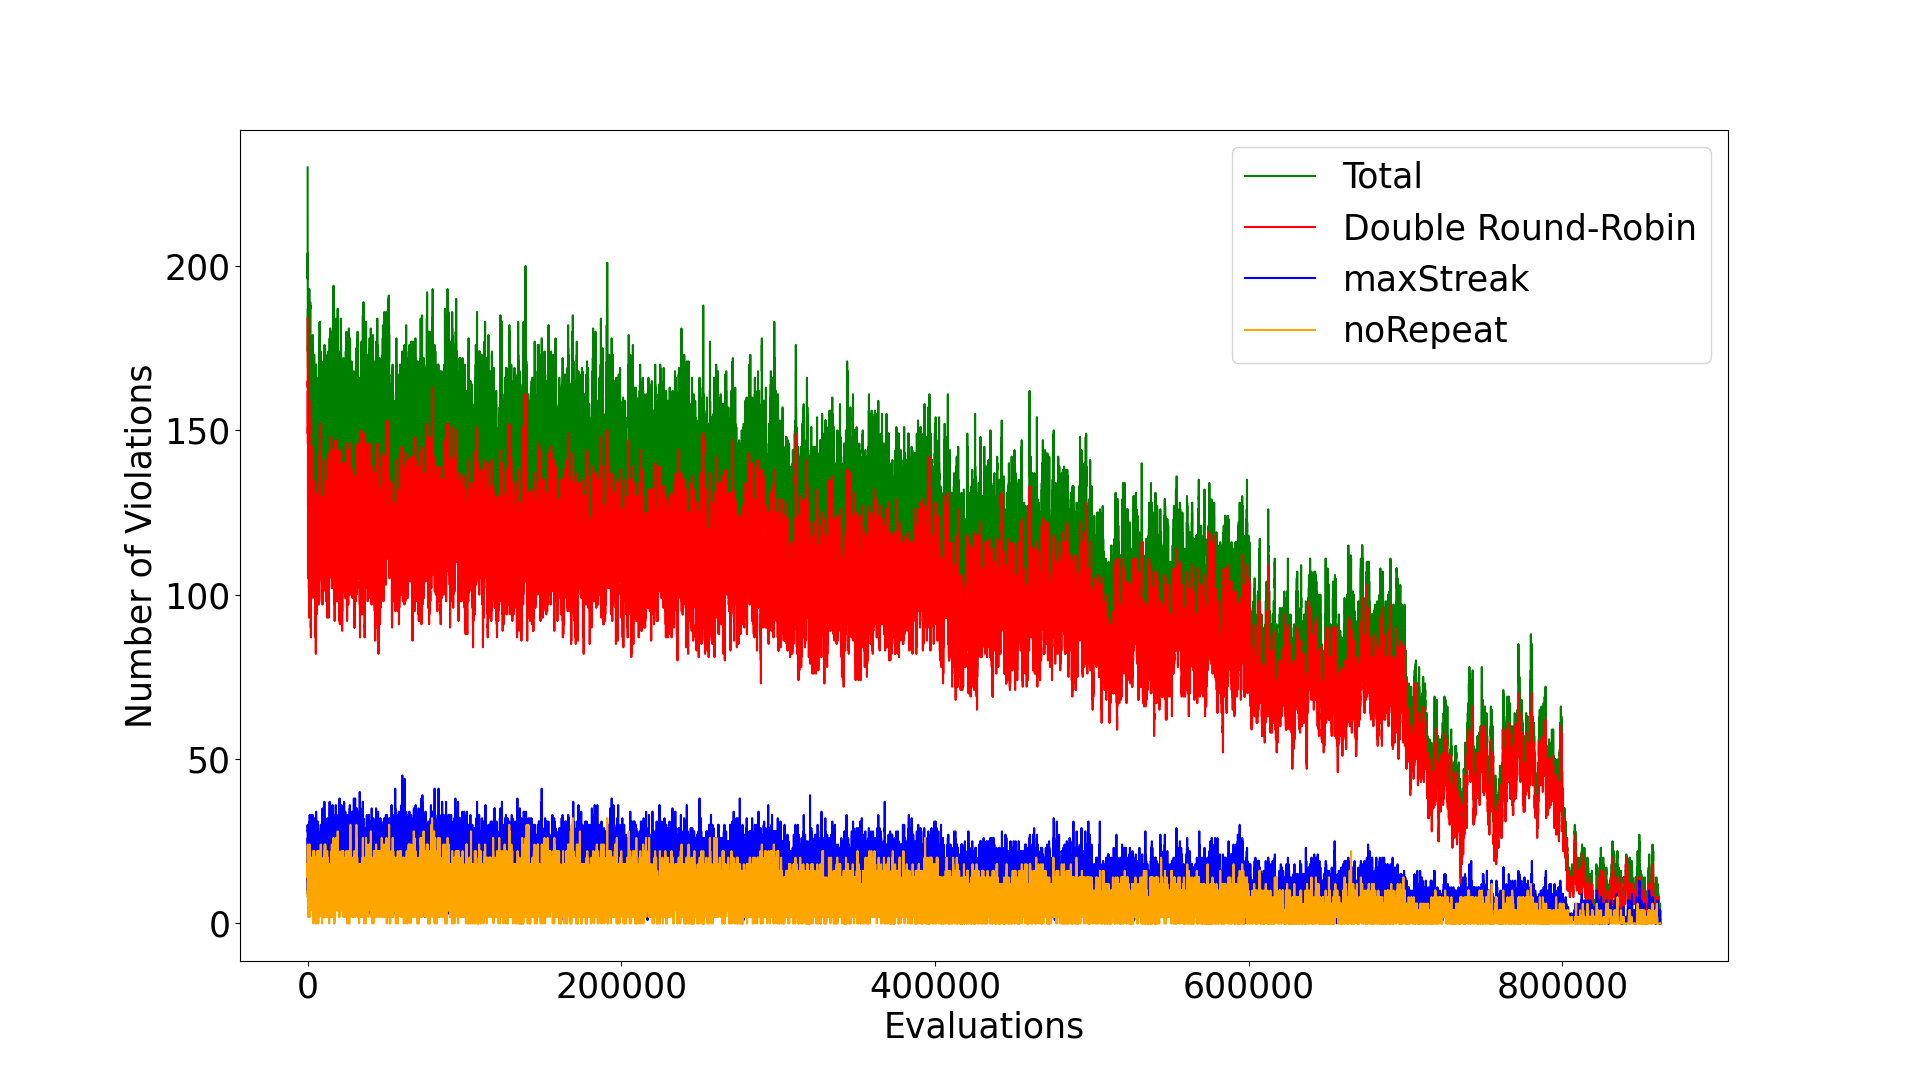 Total
Double Round-Robin
maxStreak
noRepeat
200
150
100
50
0
Number of Violations
0 200000 400000 600000 800000
Evaluations